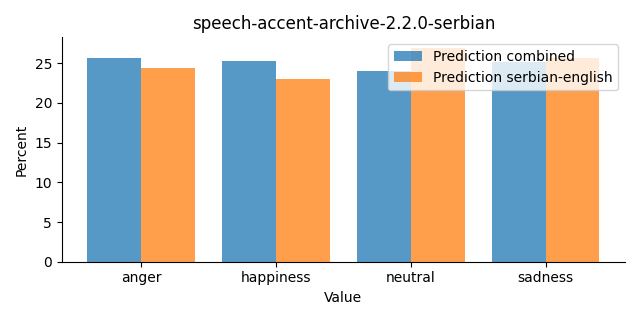 speech-accent-archive-2.2.0-serbian
Prediction combined
Prediction serbian-english
Percent
25
20
15
10
5
0
anger happiness neutral sadness
Value